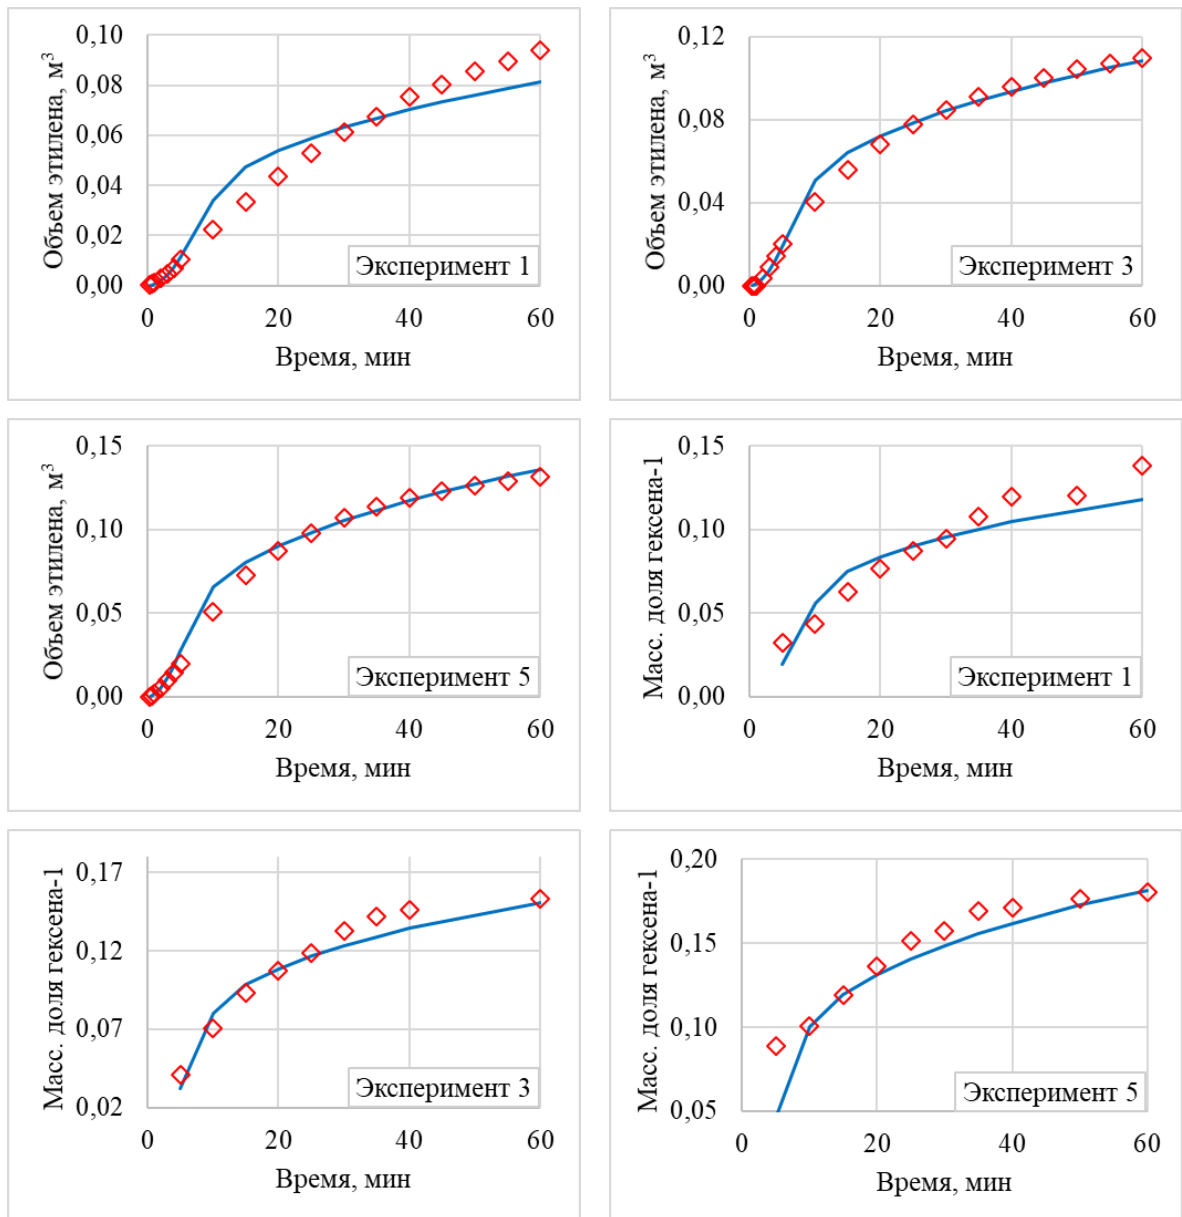 Объем этилена, м³
0,10
0,08
0,06
0,04
0,02
0,00
0 20 40 60
Время, мин
Эксперимент 1
Объем этилена, м³
0,12
0,08
0,04
0,00
0 20 40 60
Время, мин
Эксперимент 3
Объем этилена, м³
0,15
0,10
0,05
0,00
0 20 40 60
Время, мин
Эксперимент 5
Масс. доля гексена-1
0,15
0,10
0,05
0,00
0 20 40 60
Время, мин
Эксперимент 1
Масс. доля гексена-1
0,17
0,12
0,07
0,02
0 20 40 60
Время, мин
Эксперимент 3
Масс. доля гексена-1
0,20
0,15
0,10
0,05
0 20 40 60
Время, мин
Эксперимент 5